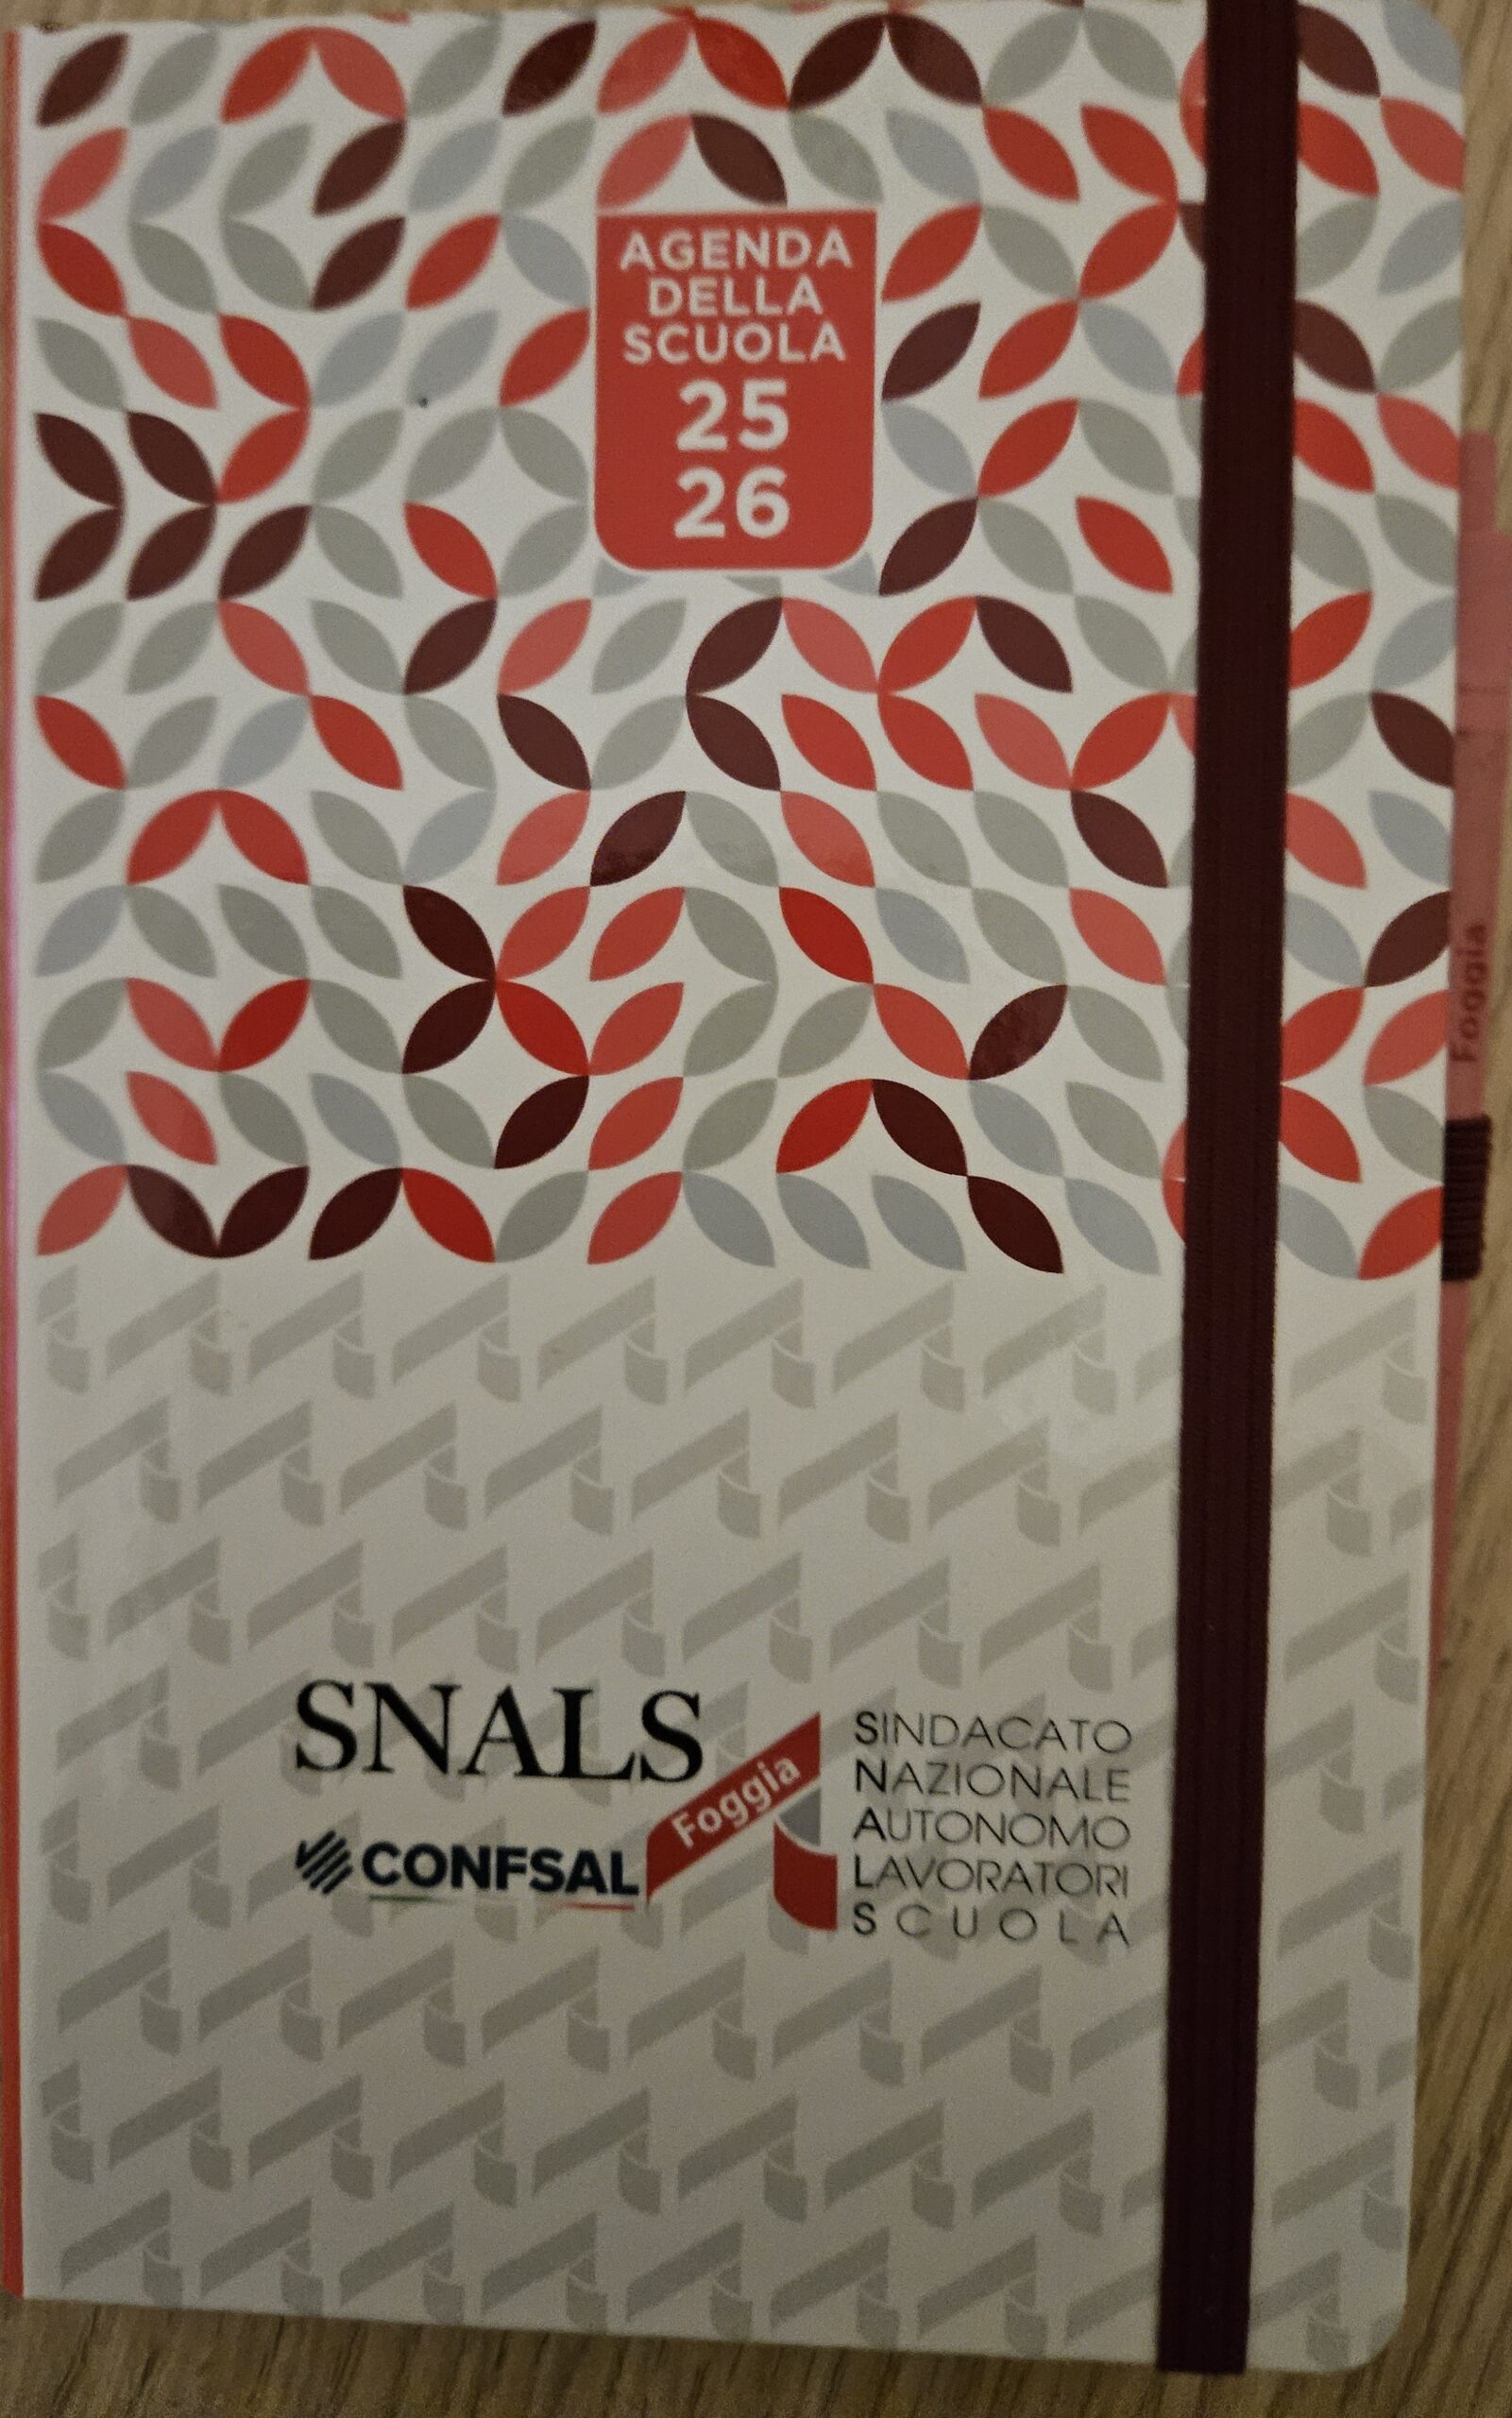 AGENDA
DELLA
SCUOLA
25
26
SNALS
Foggia
CONFSAL
SINDACATO
NAZIONALE
AUTONOMO
LAVORATORI
SCUOLA
Foggia